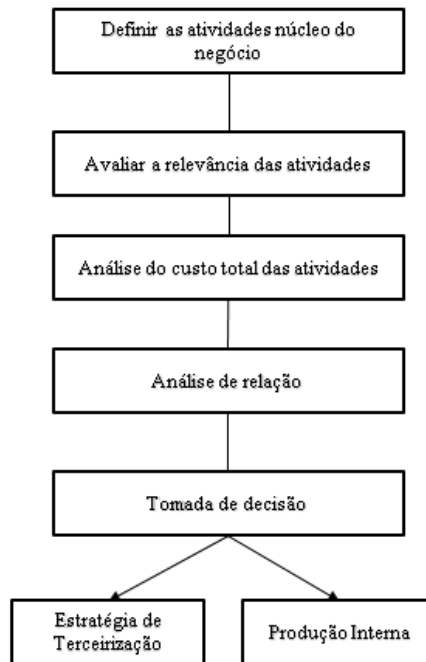 Definir as atividades núcleo do
negócio
Avaliar a relevância das atividades
Análise do custo total das atividades
Análise de relação
Tomada de decisão
Estratégia de
Terceirização
Produção Interna